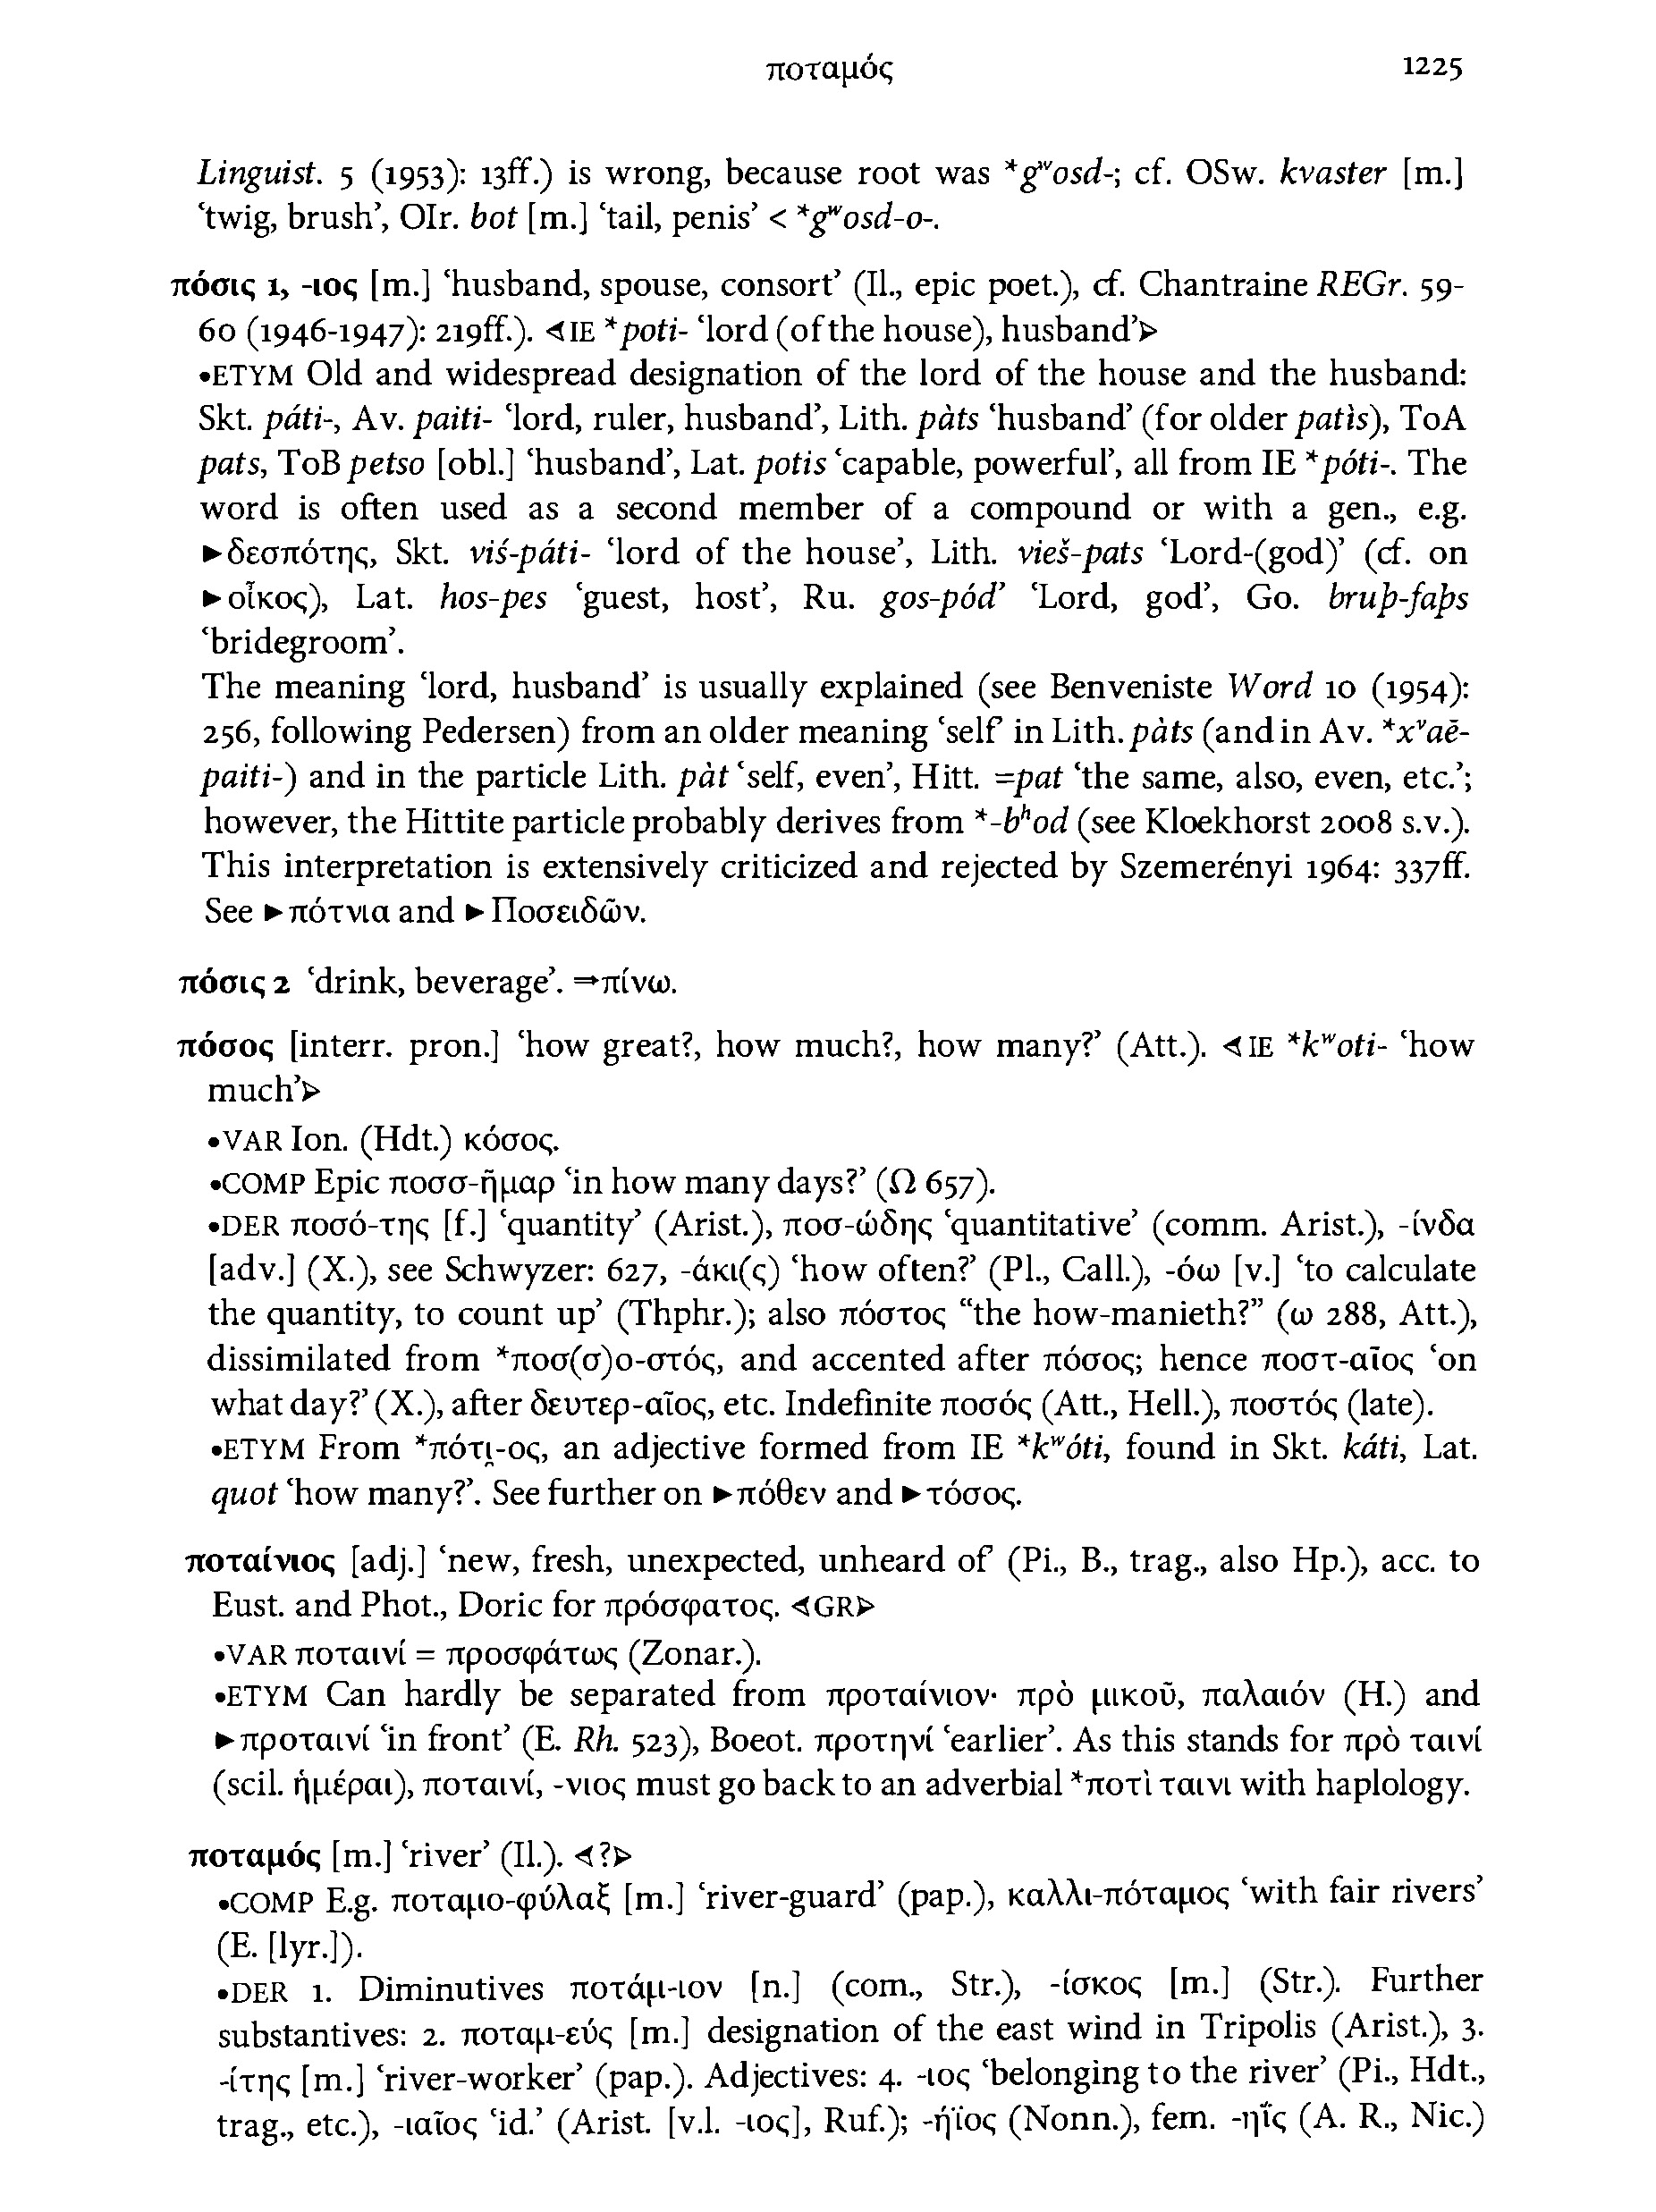 ποταμός 1225
Linguist. 5 (1953): 13ff.) is wrong, because root was *gʷosd-; cf. OSw. kvaster [m.]
‘twig, brush’, OIr. bot [m.] ‘tail, penis’ < *gʷosd-o-.
πόσις 1, -ιος [m.] ‘husband, spouse, consort’ (Il., epic poet.), cf. Chantraine REGr. 59-
60 (1946-1947): 219ff.). ⊲IE *poti- ‘lord (of the house), husband’⊳
•ETYM Old and widespread designation of the lord of the house and the husband:
Skt. páti-, Av. paiti- ‘lord, ruler, husband’, Lith. pàts ‘husband’ (for older patìs), ToA
pats, ToB petso [obl.] ‘husband’, Lat. potis ‘capable, powerful’, all from IE *póti-. The
word is often used as a second member of a compound or with a gen., e.g.
►δεσπότης, Skt. viś-páti- ‘lord of the house’, Lith. viẽš-pats ‘Lord-(god)’ (cf. on
►οἶκος), Lat. hos-pes ‘guest, host’, Ru. gos-pód’ ‘Lord, god’, Go. bruþ-faþs
‘bridegroom’.
The meaning ‘lord, husband’ is usually explained (see Benveniste Word 10 (1954):
256, following Pedersen) from an older meaning ‘self’ in Lith. pàts (and in Av. *xᵛaē-
paiti-) and in the particle Lith. pàt ‘self, even’, Hitt. =pat ‘the same, also, even, etc.’;
however, the Hittite particle probably derives from *-bʰod (see Kloekhorst 2008 s.v.).
This interpretation is extensively criticized and rejected by Szemerényi 1964: 337ff.
See ►πότνια and ►Ποσειδῶν.
πόσις 2 ‘drink, beverage’. ⇒πίνω.
πόσος [interr. pron.] ‘how great?, how much?, how many?’ (Att.). ⊲IE *kʷoti- ‘how
much’⊳
•VAR Ion. (Hdt.) κόσος.
•COMP Epic ποσσ-ῆμαρ ‘in how many days?’ (Ω 657).
•DER ποσό-της [f.] ‘quantity’ (Arist.), ποσ-ώδης ‘quantitative’ (comm. Arist.), -ίνδα
[adv.] (X.), see Schwyzer: 627, -άκι(ς) ‘how often?’ (Pl., Call.), -όω [v.] ‘to calculate
the quantity, to count up’ (Thphr.); also πόστος “the how-manieth?” (ω 288, Att.),
dissimilated from *ποσ(σ)ο-στός, and accented after πόσος; hence ποστ-αῖος ‘on
what day?’ (X.), after δευτερ-αῖος, etc. Indefinite ποσός (Att., Hell.), ποστός (late).
•ETYM From *πότι̯-ος, an adjective formed from IE *kʷóti, found in Skt. káti, Lat.
quot ‘how many?’. See further on ►πόθεν and ►τόσος.
ποταίνιος [adj.] ‘new, fresh, unexpected, unheard of’ (Pi., B., trag., also Hp.), acc. to
Eust. and Phot., Doric for πρόσφατος. ⊲GR⊳
•VAR ποταινί = προσφάτως (Zonar.).
•ETYM Can hardly be separated from προταίνιον· πρὸ μικοῦ, παλαιόν (H.) and
►προταινί ‘in front’ (E. Rh. 523), Boeot. προτηνί ‘earlier’. As this stands for πρὸ ταινί
(scil. ἡμέραι), ποταινί, -νιος must go back to an adverbial *ποτὶ ταινι with haplology.
ποταμός [m.] ‘river’ (Il.). ⊲?⊳
•COMP E.g. ποταμο-φύλαξ [m.] ‘river-guard’ (pap.), καλλι-πόταμος ‘with fair rivers’
(E. [lyr.]).
•DER 1. Diminutives ποτάμ-ιον [n.] (com., Str.), -ίσκος [m.] (Str.). Further
substantives: 2. ποταμ-εύς [m.] designation of the east wind in Tripolis (Arist.), 3.
-ίτης [m.] ‘river-worker’ (pap.). Adjectives: 4. -ιος ‘belonging to the river’ (Pi., Hdt.,
trag., etc.), -ιαῖος ‘id.’ (Arist. [v.l. -ιος], Ruf.); -ήϊος (Nonn.), fem. -ηΐς (A. R., Nic.)